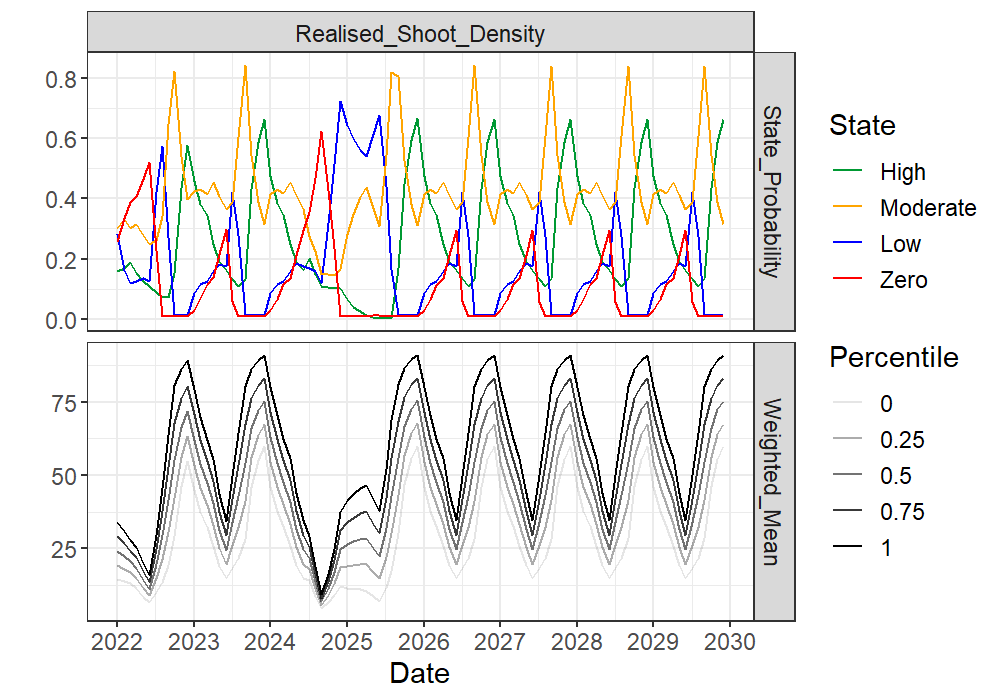 Realised_Shoot_Density
0.8
0.6
0.4
0.2
0.0
State_Probability
75
50
25
Weighted_Mean
2022 2023 2024 2025 2026 2027 2028 2029 2030
Date
State
High
Moderate
Low
Zero
Percentile
0
0.25
0.5
0.75
1